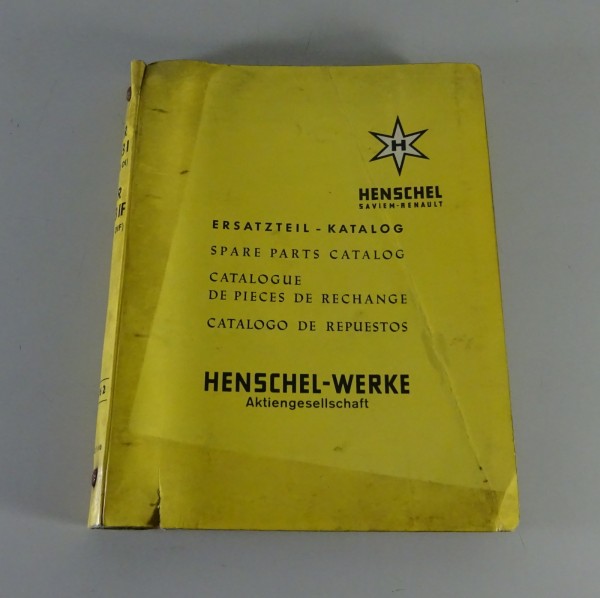 H
HENSCHEL
SAVIEM-RENAULT
ERSATZTEIL - KATALOG
SPARE PARTS CATALOG
CATALOGUE
DE PIECES DE RECHANGE
CATALOGO DE REPUESTOS
HENSCHEL-WERKE
Aktiengesellschaft